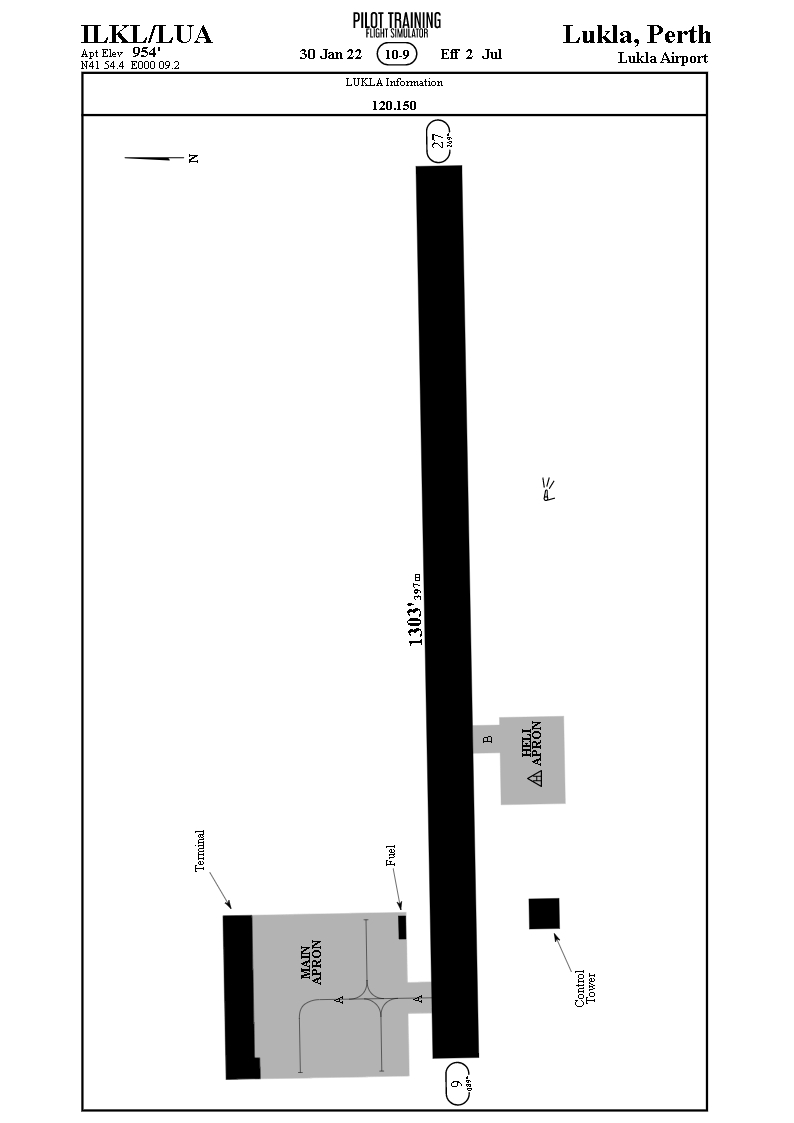 ILKL/LUA
Apt Elev 954'
N41 54.4 E000 09.2
PILOT TRAINING
FLIGHT SIMULATOR
30 Jan 22 10-9 Eff 2 Jul
Lukla, Perth
Lukla Airport
LUKLA Information
120.150
27
269°
N
1303' 397m
B
HELI
APRON
H
Terminal
Fuel
MAIN
APRON
A
A
Control
Tower
9
089°